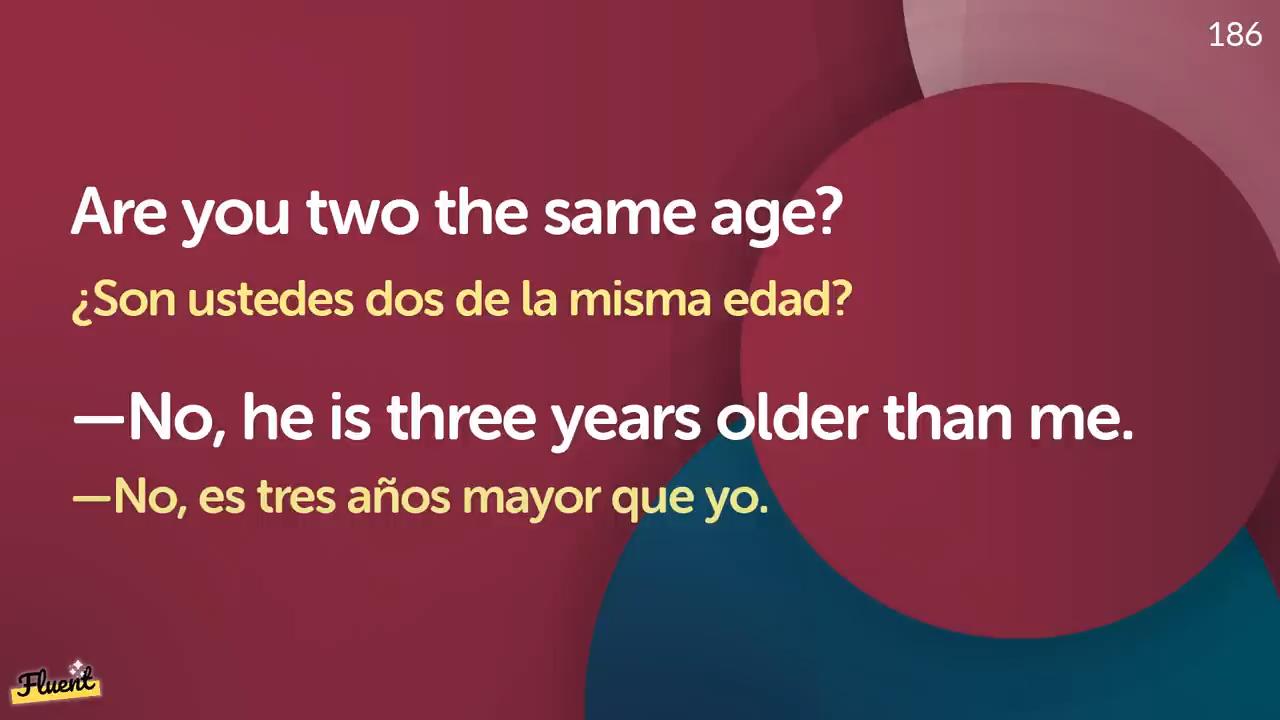 186
Are you two the same age?
¿Son ustedes dos de la misma edad?
—No, he is three years older than me.
—No, es tres años mayor que yo.
Fluent